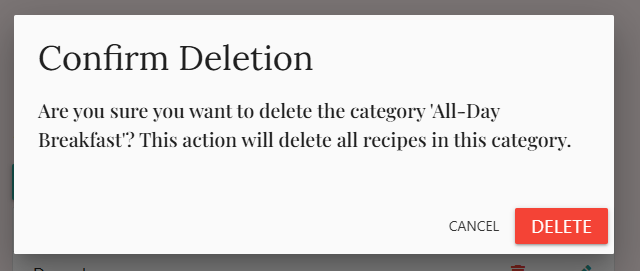 Confirm Deletion
Are you sure you want to delete the category 'All-Day
Breakfast'? This action will delete all recipes in this category.
CANCEL
DELETE